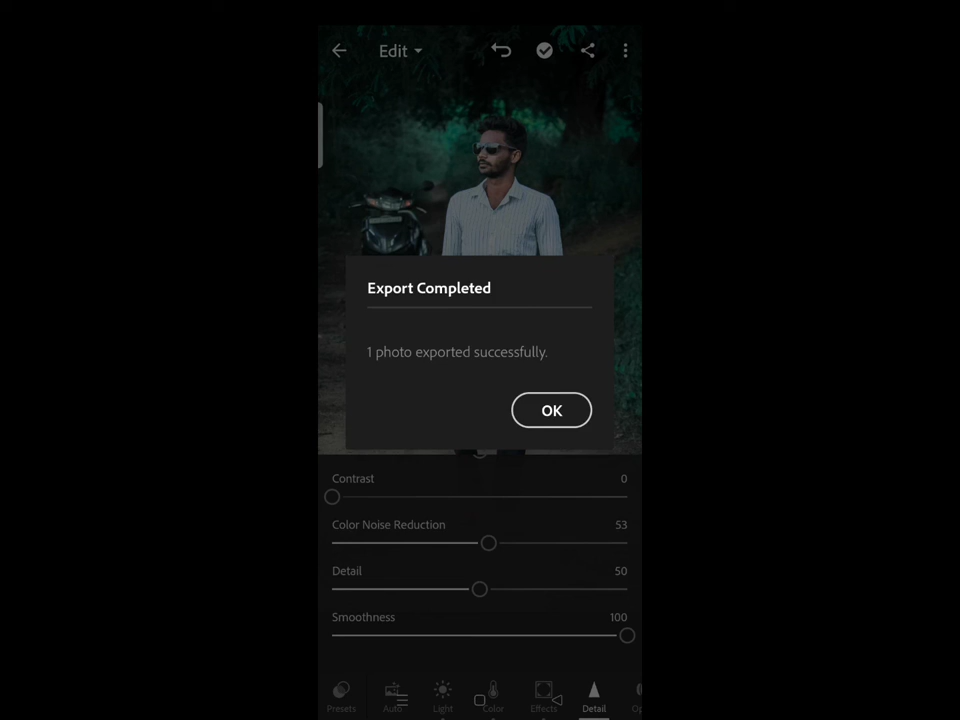 Edit
Export Completed
1 photo exported successfully.
OK
Contrast 0
Color Noise Reduction 53
Detail 50
Smoothness 100
Presets Auto Light Color Effects Detail